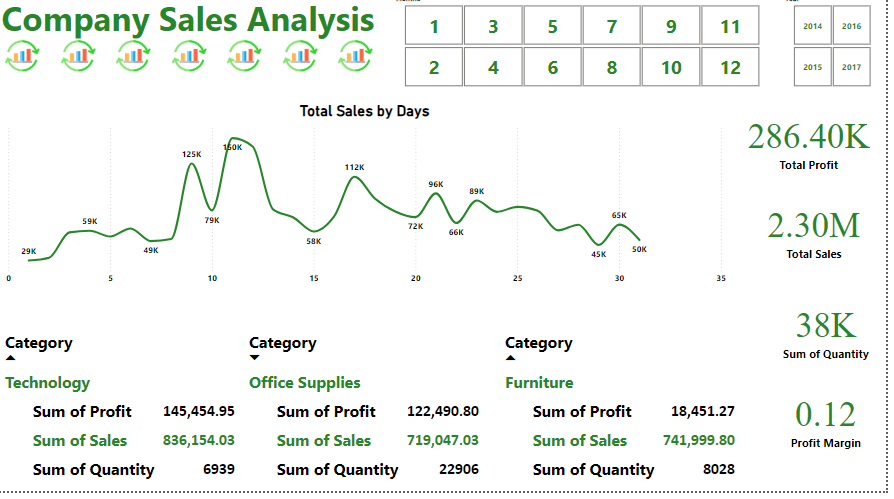 Company Sales Analysis
1 3 5 7 9 11
2 4 6 8 10 12
2014 2016
2015 2017
Total Sales by Days
29K 59K 49K 125K 79K 150K 58K 112K 72K 96K 66K 89K 45K 65K 50K
0 5 10 15 20 25 30 35
286.40K
Total Profit
2.30M
Total Sales
38K
Sum of Quantity
0.12
Profit Margin
Category
Technology
Sum of Profit 145,454.95
Sum of Sales 836,154.03
Sum of Quantity 6939
Category
Office Supplies
Sum of Profit 122,490.80
Sum of Sales 719,047.03
Sum of Quantity 22906
Category
Furniture
Sum of Profit 18,451.27
Sum of Sales 741,999.80
Sum of Quantity 8028